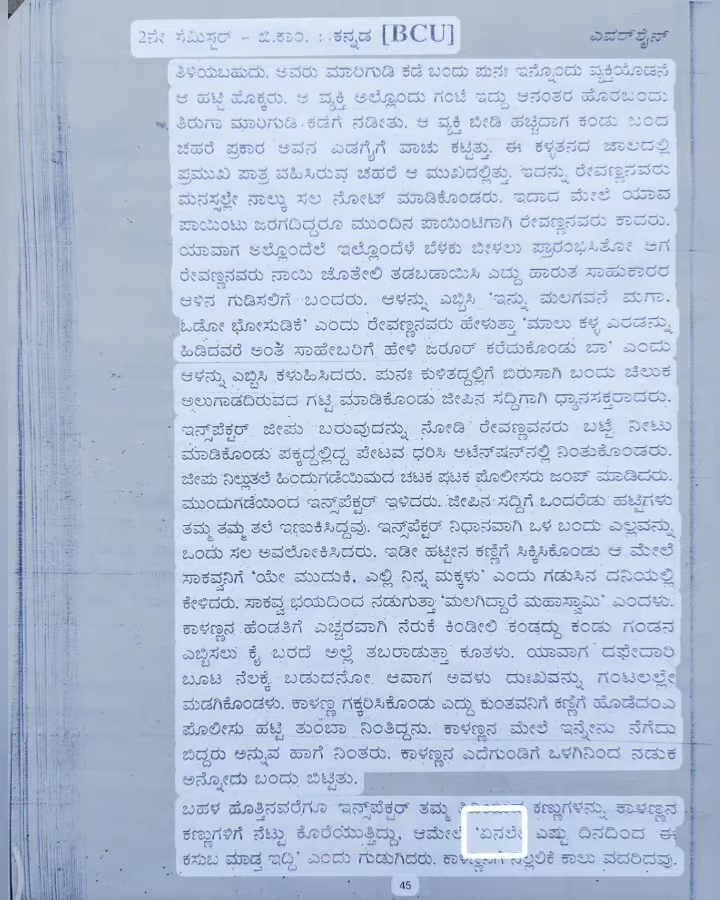 2ನೇ ಸೆಮಿಸ್ಟರ್ – ಬಿ.ಕಾಂ. : ಕನ್ನಡ [BCU]
ಎವರ್‌ಶೈನ್
ತಿಳಿಯಬಹುದು. ಅವರು ಮಾರಿಗುಡಿ ಕಡೆ ಬಂದು ಪುನಃ ಇನ್ನೊಂದು ವ್ಯಕ್ತಿಯೊಡನೆ
ಆ ಹಟ್ಟಿ ಹೊಕ್ಕರು. ಆ ವ್ಯಕ್ತಿ ಅಲ್ಲೊಂದು ಗಂಟೆ ಇದ್ದು ಆನಂತರ ಹೊರಬಂದು
ತಿರುಗಾ ಮಾರಿಗುಡಿ ಕಡೆಗೆ ನಡೀತು. ಆ ವ್ಯಕ್ತಿ ಬೀಡಿ ಹಚ್ಚಿದಾಗ ಕಂಡು ಬಂದ
ಚಹರೆ ಪ್ರಕಾರ ಅವನ ಎಡಗೈಗೆ ವಾಚು ಕಟ್ಟಿತ್ತು. ಈ ಕಳ್ಳತನದ ಜಾಲದಲ್ಲಿ
ಪ್ರಮುಖ ಪಾತ್ರ ವಹಿಸಿರುವ ಚಹರೆ ಆ ಮುಖದಲ್ಲಿತ್ತು. ಇದನ್ನು ರೇವಣ್ಣನವರು
ಮನಸ್ಸಲ್ಲೇ ನಾಲ್ಕು ಸಲ ನೋಟ್ ಮಾಡಿಕೊಂಡರು. ಇದಾದ ಮೇಲೆ ಯಾವ
ಪಾಯಿಂಟು ಜರಗದಿದ್ದರೂ ಮುಂದಿನ ಪಾಯಿಂಟಿಗಾಗಿ ರೇವಣ್ಣನವರು ಕಾದರು.
ಯಾವಾಗ ಅಲ್ಲೊಂದೆಲೆ ಇಲ್ಲೊಂದೆಳೆ ಬೆಳಕು ಬೀಳಲು ಪ್ರಾರಂಭಿಸಿತೋ ಆಗ
ರೇವಣ್ಣನವರು ನಾಯಿ ಜೊತೇಲಿ ತಡಬಡಾಯಿಸಿ ಎದ್ದು ಹಾರುತ ಸಾಹುಕಾರರ
ಆಳಿನ ಗುಡಿಸಲಿಗೆ ಬಂದರು. ಆಳನ್ನು ಎಬ್ಬಿಸಿ ‘ಇನ್ನು ಮಲಗವನೆ ಮಗಾ.
ಓಡೋ ಭೋಸುಡಿಕೆ’ ಎಂದು ರೇವಣ್ಣನವರು ಹೇಳುತ್ತಾ ‘ಮಾಲು ಕಳ್ಳ ಎರಡನ್ನು
ಹಿಡಿದವರೆ ಅಂತ ಸಾಹೇಬರಿಗೆ ಹೇಳಿ ಜರೂರ್ ಕರೆದುಕೊಂಡು ಬಾ’ ಎಂದು
ಆಳನ್ನು ಎಬ್ಬಿಸಿ ಕಳುಹಿಸಿದರು. ಪುನಃ ಕುಳಿತದ್ದಲ್ಲಿಗೆ ಬಿರುಸಾಗಿ ಬಂದು ಚಿಲುಕ
ಅಲುಗಾಡದಿರುವದ ಗಟ್ಟಿ ಮಾಡಿಕೊಂಡು ಜೀಪಿನ ಸದ್ದಿಗಾಗಿ ಧ್ಯಾನಸಕ್ತರಾದರು.
ಇನ್ಸ್‌ಪೆಕ್ಟರ್ ಜೀಪು ಬರುವುದನ್ನು ನೋಡಿ ರೇವಣ್ಣವನರು ಬಟ್ಟೆ ನೀಟು
ಮಾಡಿಕೊಂಡು ಪಕ್ಕದಲ್ಲಿದ್ದ ಪೇಟವ ಧರಿಸಿ ಅಟೆನ್‌ಷನ್‌ನಲ್ಲಿ ನಿಂತುಕೊಂಡರು.
ಜೀಪು ನಿಲ್ಲುತಲೆ ಹಿಂದುಗಡೆಯಿಮದ ಚಟಕ ಪಟಕ ಪೊಲೀಸರು ಜಂಪ್ ಮಾಡಿದರು.
ಮುಂದುಗಡೆಯಿಂದ ಇನ್ಸ್‌ಪೆಕ್ಟರ್ ಇಳಿದರು. ಜೀಪಿನ ಸದ್ದಿಗೆ ಒಂದರೆಡು ಹಟ್ಟಿಗಳು
ತಮ್ಮ ತಮ್ಮ ತಲೆ ಇಣುಕಿಸಿದ್ದವು. ಇನ್ಸ್‌ಪೆಕ್ಟರ್ ನಿಧಾನವಾಗಿ ಒಳ ಬಂದು ಎಲ್ಲವನ್ನು
ಒಂದು ಸಲ ಅವಲೋಕಿಸಿದರು. ಇಡೀ ಹಟ್ಟೀನ ಕಣ್ಣಿಗೆ ಸಿಕ್ಕಿಸಿಕೊಂಡು ಆ ಮೇಲೆ
ಸಾಕವ್ವನಿಗೆ ‘ಯೇ ಮುದುಕಿ, ಎಲ್ಲಿ ನಿನ್ನ ಮಕ್ಕಳು’ ಎಂದು ಗಡುಸಿನ ದನಿಯಲ್ಲಿ
ಕೇಳಿದರು. ಸಾಕವ್ವ ಭಯದಿಂದ ನಡುಗುತ್ತಾ ‘ಮಲಗಿದ್ದಾರೆ ಮಹಾಸ್ವಾಮಿ’ ಎಂದಳು.
ಕಾಳಣ್ಣನ ಹೆಂಡತಿಗೆ ಎಚ್ಚರವಾಗಿ ನೆರುಕೆ ಕಿಂಡೀಲಿ ಕಂಡದ್ದು ಕಂಡು ಗಂಡನ
ಎಬ್ಬಿಸಲು ಕೈ ಬರದೆ ಅಲ್ಲೆ ತಬರಾಡುತ್ತಾ ಕೂತಳು. ಯಾವಾಗ ದಫೇದಾರಿ
ಬೂಟ ನೆಲಕ್ಕೆ ಬಡುದನೋ. ಆವಾಗ ಅವಳು ದುಃಖವನ್ನು ಗಂಟಲಲ್ಲೇ
ಮಡಗಿಕೊಂಡಳು. ಕಾಳಣ್ಣ ಗಕ್ಕರಿಸಿಕೊಂಡು ಎದ್ದು ಕುಂತವನಿಗೆ ಕಣ್ಣಿಗೆ ಹೊಡೆದಂಎ
ಪೊಲೀಸು ಹಟ್ಟಿ ತುಂಬಾ ನಿಂತಿದ್ದನು. ಕಾಳಣ್ಣನ ಮೇಲೆ ಇನ್ನೇನು ನೆಗೆದು
ಬಿದ್ದರು ಅನ್ನುವ ಹಾಗೆ ನಿಂತರು. ಕಾಳಣ್ಣನ ಎದೆಗುಂಡಿಗೆ ಒಳಗಿನಿಂದ ನಡುಕ
ಅನ್ನೋದು ಬಂದು ಬಿಟ್ಟಿತು.
ಬಹಳ ಹೊತ್ತಿನವರೆಗೂ ಇನ್ಸ್‌ಪೆಕ್ಟರ್ ತಮ್ಮ ಕಣ್ಣುಗಳನ್ನು ಕಾಳಣ್ಣನ
ಕಣ್ಣುಗಳಿಗೆ ನೆಟ್ಟು ಕೊರೆಯುತ್ತಿದ್ದು, ಆಮೇಲೆ ‘ಏನಲೇ ಎಷ್ಟು ದಿನದಿಂದ ಈ
ಕಸುಬ ಮಾಡ್ತ ಇದ್ದಿ’ ಎಂದು ಗುಡುಗಿದರು. ಕಾಳಣ್ಣನಿಗೆ ನಿಲ್ಲಲಿಕೆ ಕಾಲು ವದರಿದವು.
45